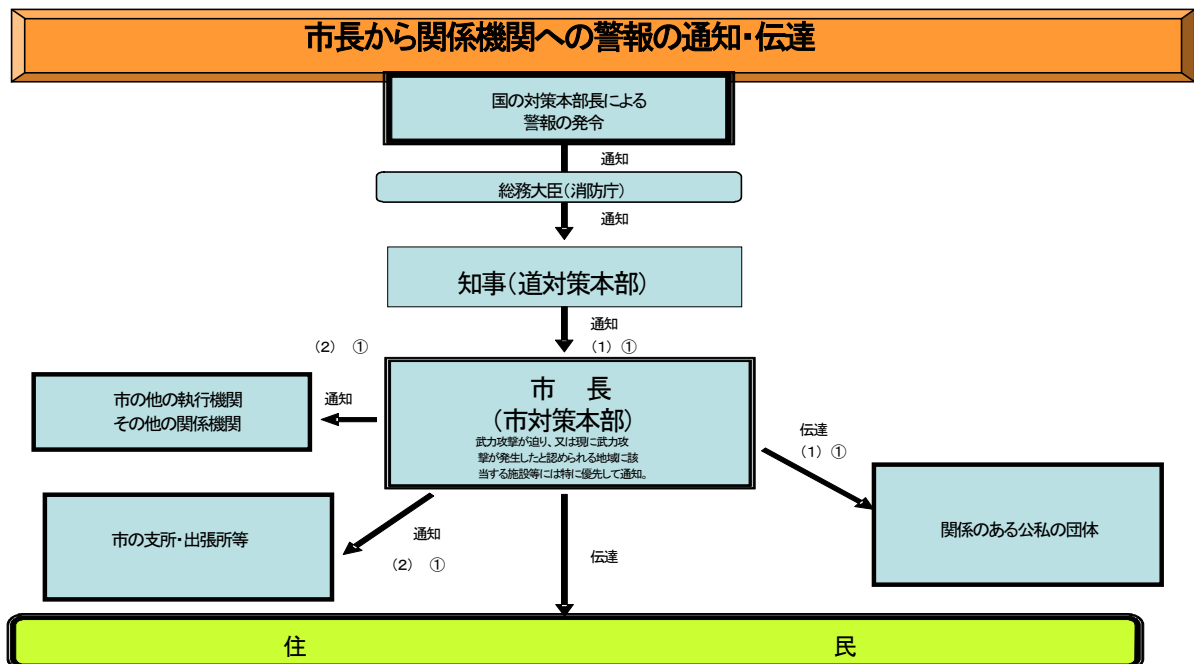 市長から関係機関への警報の通知・伝達
国の対策本部長による
警報の発令
通知
総務大臣(消防庁)
通知
知事(道対策本部)
通知
(1) ①
(2) ①
市 長
(市対策本部)
武力攻撃が迫り、又は現に武力攻
撃が発生したと認められる地域に該
当する施設等には特に優先して通知。
市の他の執行機関
その他の関係機関
通知
伝達
(1) ①
関係のある公私の団体
市の支所・出張所等
通知
(2) ①
伝達
住 民